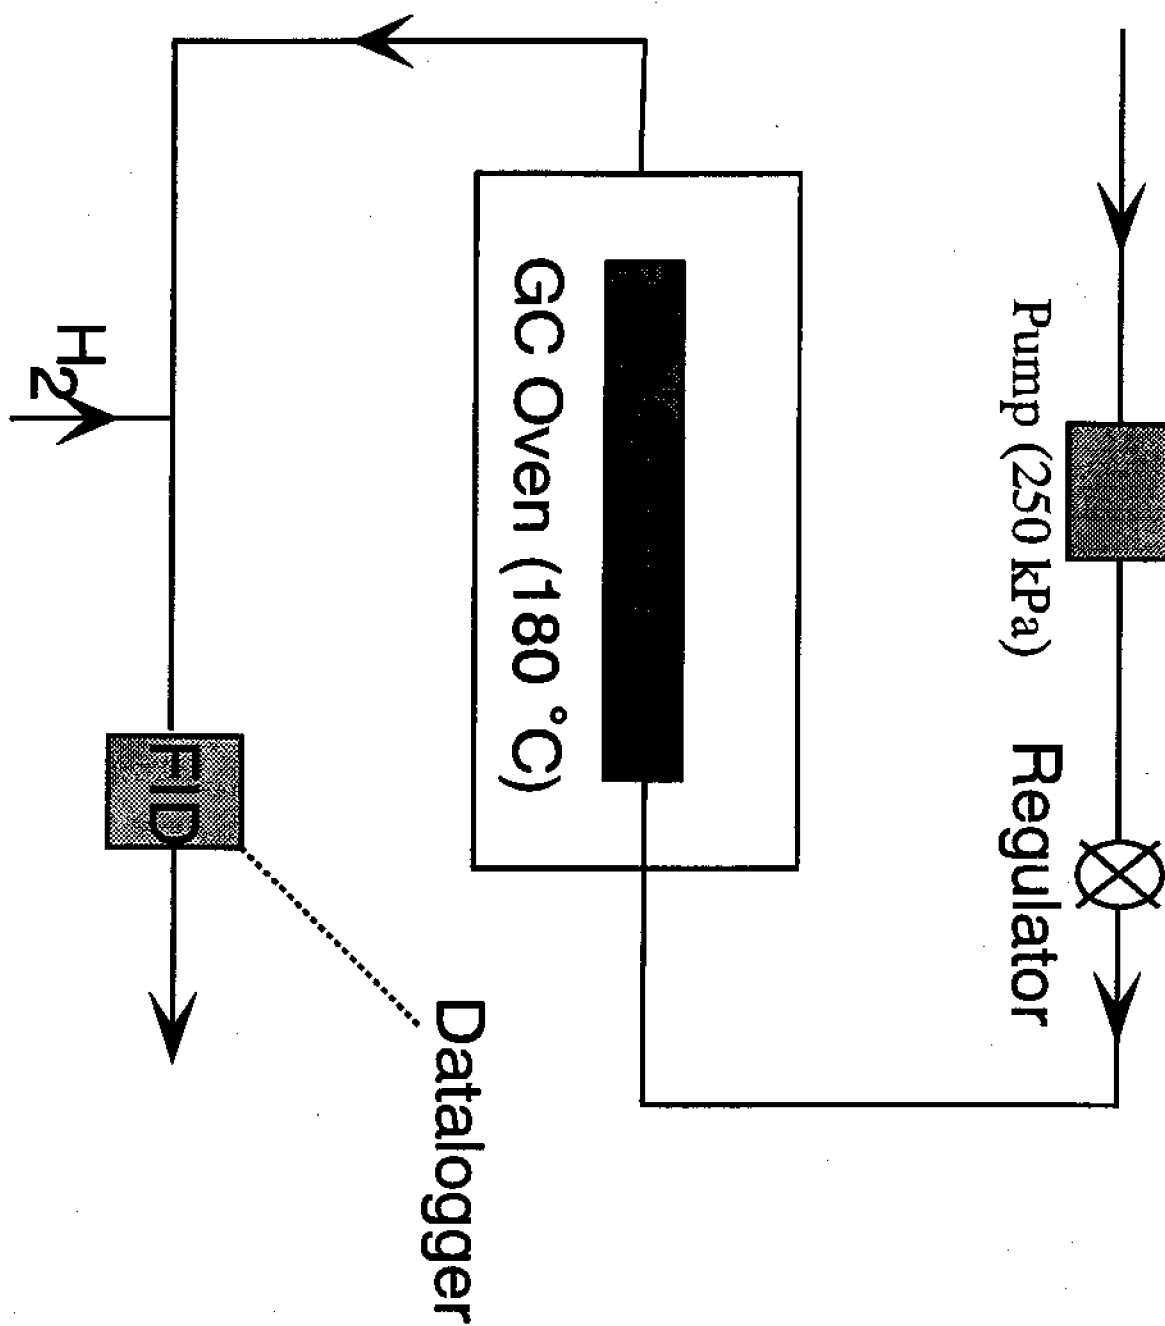 Pump (250 kPa)
Regulator
GC Oven (180 °C)
H2
FID
Datalogger